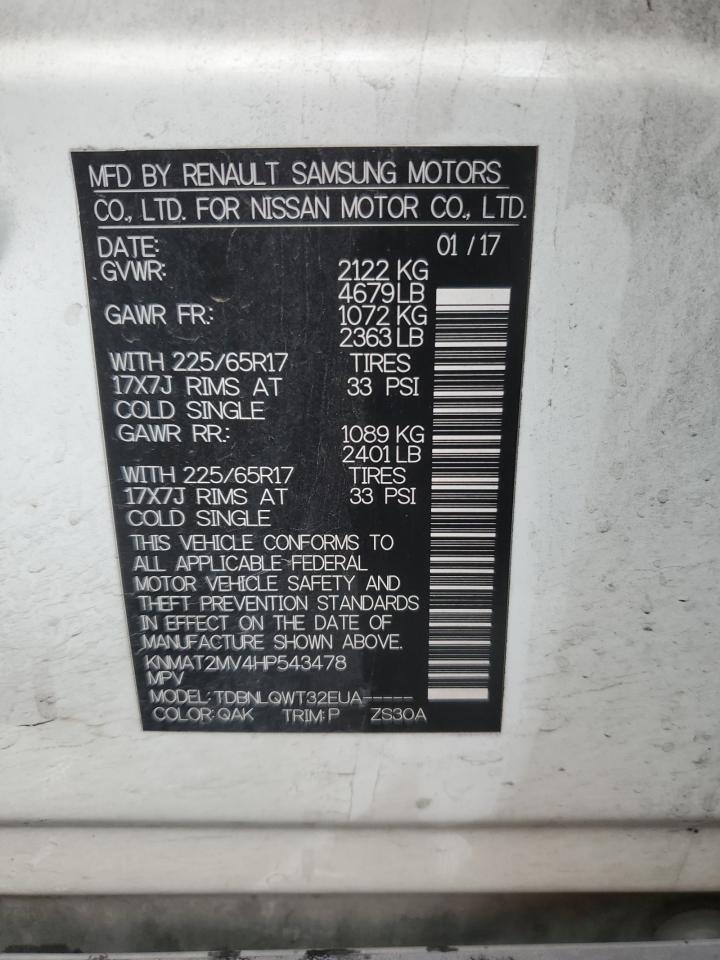 MFD BY RENAULT SAMSUNG MOTORS
CO., LTD. FOR NISSAN MOTOR CO., LTD.
DATE: 01 / 17
GVWR: 2122 KG
4679 LB
GAWR FR.: 1072 KG
2363 LB
WITH 225/65R17 TIRES
17X7J RIMS AT 33 PSI
COLD SINGLE
GAWR RR.: 1089 KG
2401 LB
WITH 225/65R17 TIRES
17X7J RIMS AT 33 PSI
COLD SINGLE
THIS VEHICLE CONFORMS TO
ALL APPLICABLE FEDERAL
MOTOR VEHICLE SAFETY AND
THEFT PREVENTION STANDARDS
IN EFFECT ON THE DATE OF
MANUFACTURE SHOWN ABOVE.
KNMAT2MV4HP543478
MPV
MODEL: TDBNLQWT32EUA-----
COLOR: QAK TRIM: P ZS30A